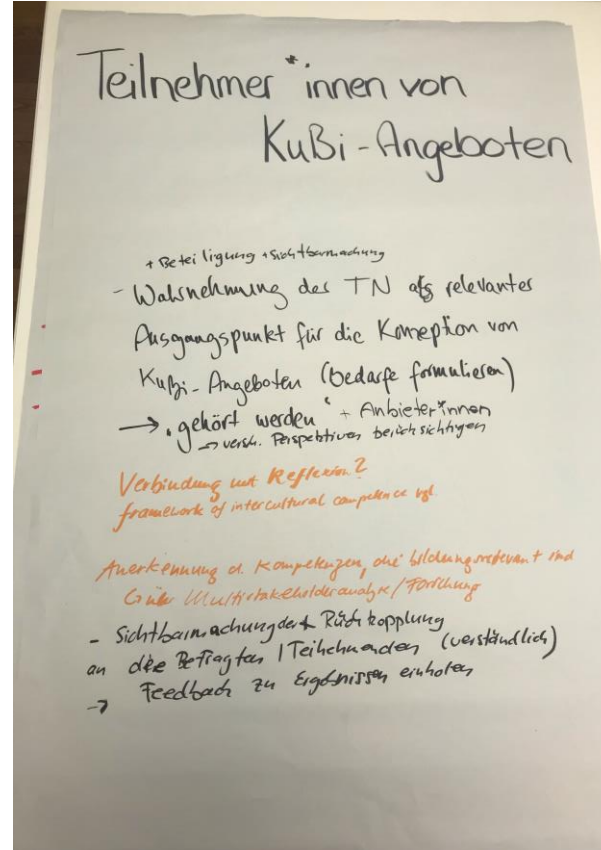 Teilnehmer*innen von
KuBi-Angeboten
+ Beteiligung + Sichtbarmachung
- Wahrnehmung der TN als relevanter
Ausgangspunkt für die Konzeption von
KuBi-Angeboten (bedarfe formulieren)
→ „gehört werden“ + Anbieter*innen
→ versch. Perspektiven berücksichtigen
Verbindung mit Reflexion?
framework of intercultural competence vgl.
Anerkennung d. Kompetenzen, die bildungsrelevant sind
über Multistakeholderanalyse/Forschung
- Sichtbarmachung der + Rückkopplung
an die Befragten / Teilnehmenden (verständlich)
→ Feedback zu Ergebnissen einholen